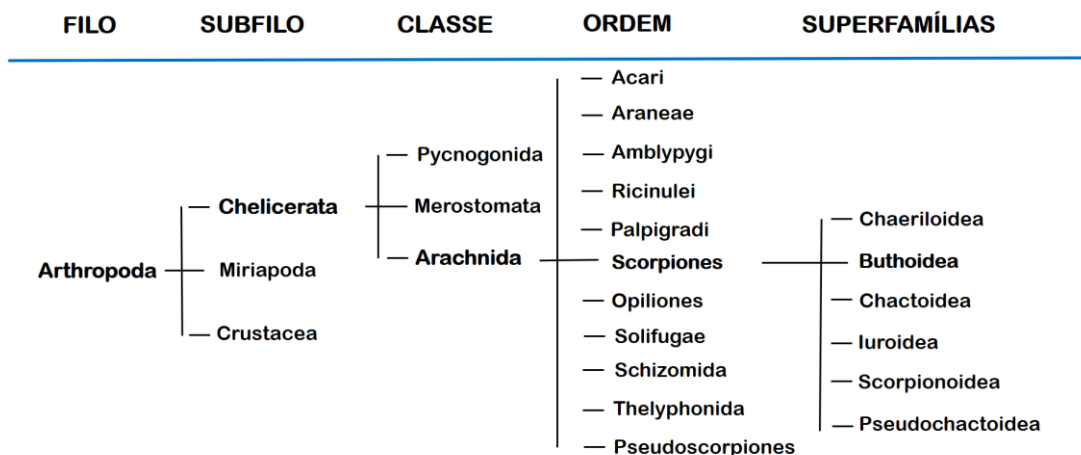 FILO SUBFILO CLASSE ORDEM SUPERFAMÍLIAS
Acari
Araneae
Pycnogonida Amblypygi
Chelicerata Merostomata Ricinulei
Palpigradi Chaeriloidea
Arthropoda Miriapoda Arachnida Scorpiones Buthoidea
Opiliones Chactoidea
Crustacea Solifugae Iuroidea
Schizomida Scorpionoidea
Thelyphonida Pseudochactoidea
Pseudoscorpiones